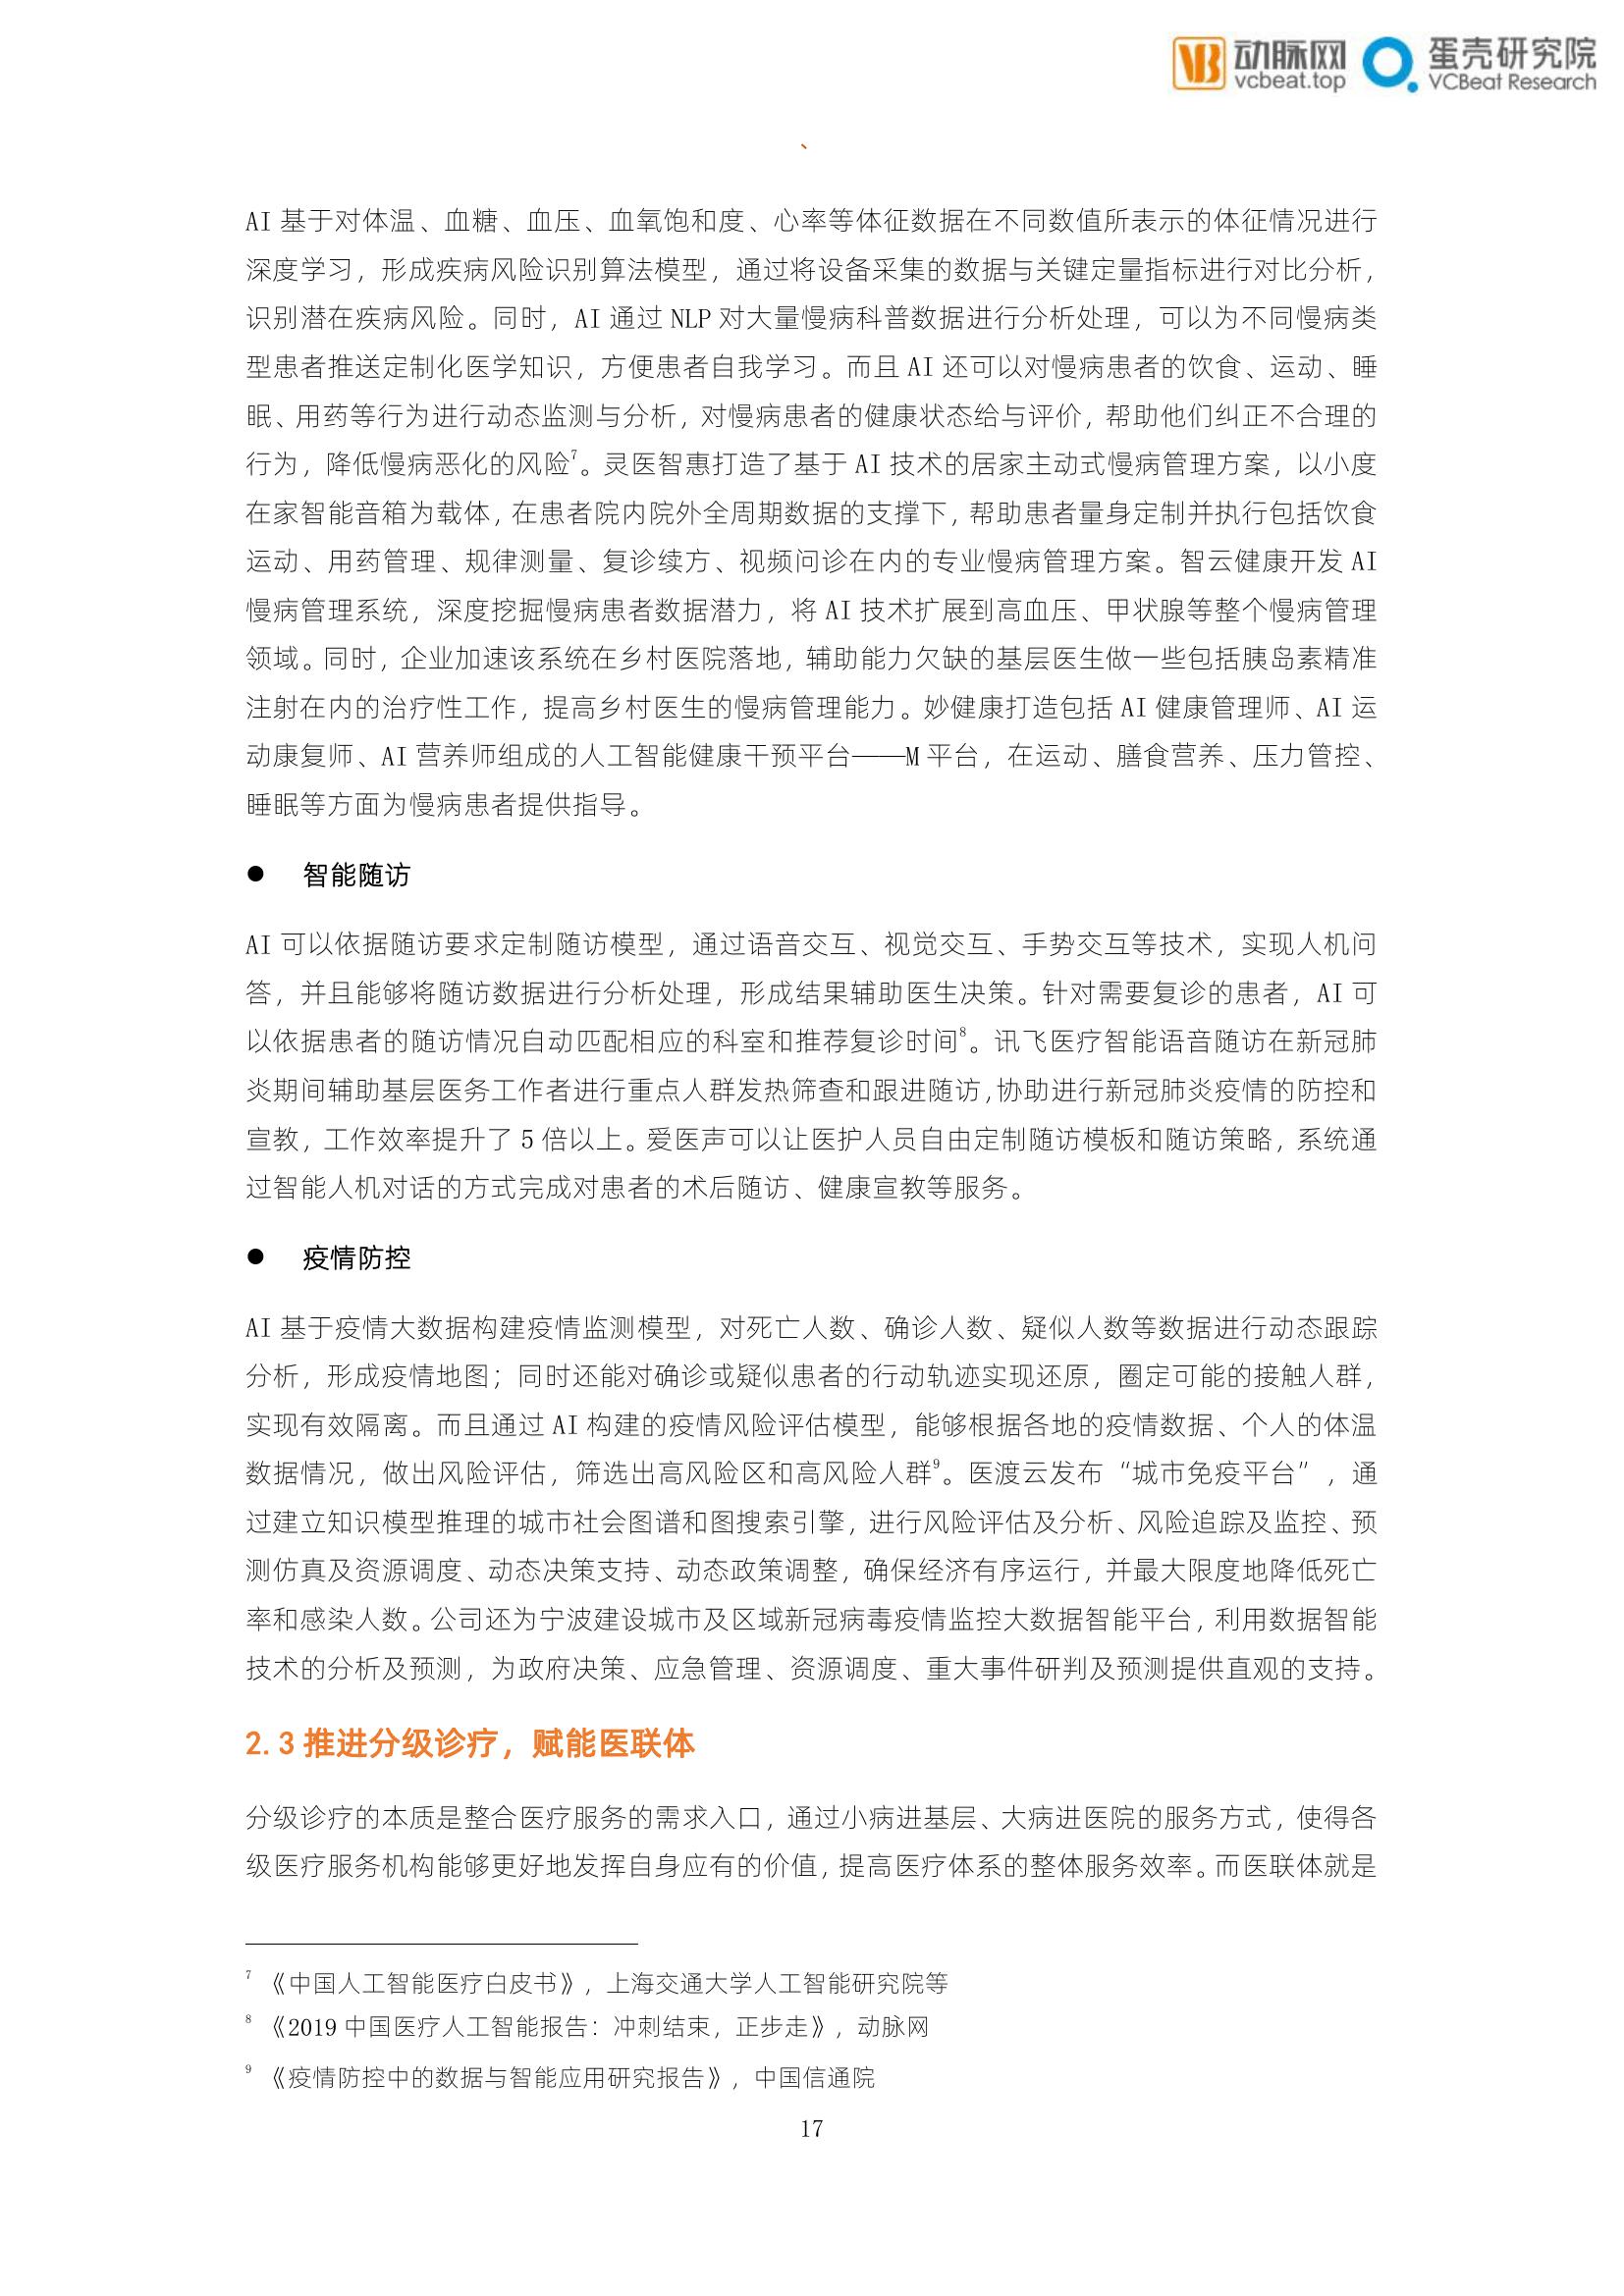 动脉网
vcbeat.top
蛋壳研究院
VCBeat Research
、
AI 基于对体温、血糖、血压、血氧饱和度、心率等体征数据在不同数值所表示的体征情况进行
深度学习，形成疾病风险识别算法模型，通过将设备采集的数据与关键定量指标进行对比分析，
识别潜在疾病风险。同时，AI 通过 NLP 对大量慢病科普数据进行分析处理，可以为不同慢病类
型患者推送定制化医学知识，方便患者自我学习。而且 AI 还可以对慢病患者的饮食、运动、睡
眠、用药等行为进行动态监测与分析，对慢病患者的健康状态给与评价，帮助他们纠正不合理的
行为，降低慢病恶化的风险7。灵医智惠打造了基于 AI 技术的居家主动式慢病管理方案，以小度
在家智能音箱为载体，在患者院内院外全周期数据的支撑下，帮助患者量身定制并执行包括饮食
运动、用药管理、规律测量、复诊续方、视频问诊在内的专业慢病管理方案。智云健康开发 AI
慢病管理系统，深度挖掘慢病患者数据潜力，将 AI 技术扩展到高血压、甲状腺等整个慢病管理
领域。同时，企业加速该系统在乡村医院落地，辅助能力欠缺的基层医生做一些包括胰岛素精准
注射在内的治疗性工作，提高乡村医生的慢病管理能力。妙健康打造包括 AI 健康管理师、AI 运
动康复师、AI 营养师组成的人工智能健康干预平台——M 平台，在运动、膳食营养、压力管控、
睡眠等方面为慢病患者提供指导。
● 智能随访
AI 可以依据随访要求定制随访模型，通过语音交互、视觉交互、手势交互等技术，实现人机问
答，并且能够将随访数据进行分析处理，形成结果辅助医生决策。针对需要复诊的患者，AI 可
以依据患者的随访情况自动匹配相应的科室和推荐复诊时间8。讯飞医疗智能语音随访在新冠肺
炎期间辅助基层医务工作者进行重点人群发热筛查和跟进随访,协助进行新冠肺炎疫情的防控和
宣教，工作效率提升了 5 倍以上。爱医声可以让医护人员自由定制随访模板和随访策略，系统通
过智能人机对话的方式完成对患者的术后随访、健康宣教等服务。
● 疫情防控
AI 基于疫情大数据构建疫情监测模型，对死亡人数、确诊人数、疑似人数等数据进行动态跟踪
分析，形成疫情地图；同时还能对确诊或疑似患者的行动轨迹实现还原，圈定可能的接触人群，
实现有效隔离。而且通过 AI 构建的疫情风险评估模型，能够根据各地的疫情数据、个人的体温
数据情况，做出风险评估，筛选出高风险区和高风险人群9。医渡云发布“城市免疫平台”，通
过建立知识模型推理的城市社会图谱和图搜索引擎，进行风险评估及分析、风险追踪及监控、预
测仿真及资源调度、动态决策支持、动态政策调整，确保经济有序运行，并最大限度地降低死亡
率和感染人数。公司还为宁波建设城市及区域新冠病毒疫情监控大数据智能平台，利用数据智能
技术的分析及预测，为政府决策、应急管理、资源调度、重大事件研判及预测提供直观的支持。
2.3 推进分级诊疗，赋能医联体
分级诊疗的本质是整合医疗服务的需求入口，通过小病进基层、大病进医院的服务方式，使得各
级医疗服务机构能够更好地发挥自身应有的价值，提高医疗体系的整体服务效率。而医联体就是
7 《中国人工智能医疗白皮书》，上海交通大学人工智能研究院等
8 《2019 中国医疗人工智能报告：冲刺结束，正步走》，动脉网
9 《疫情防控中的数据与智能应用研究报告》，中国信通院
17